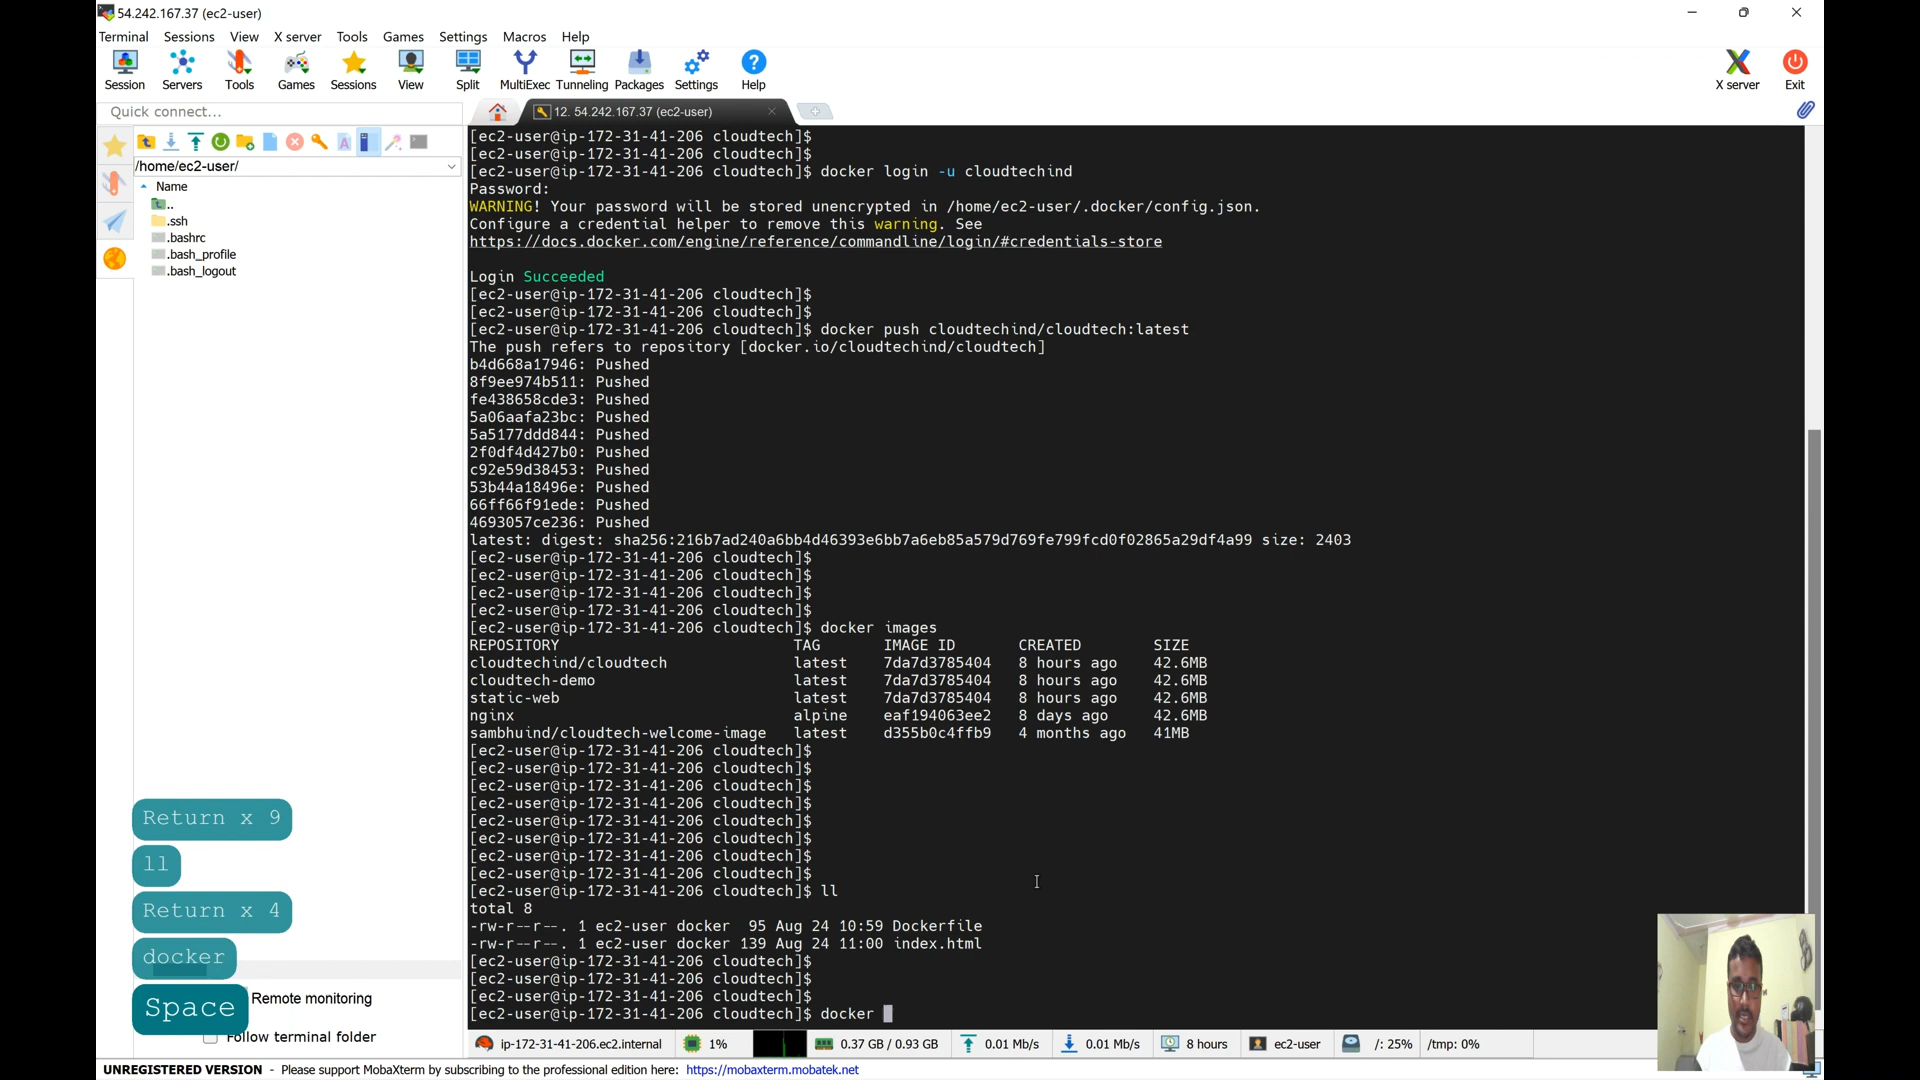 54.242.167.37 (ec2-user)
Terminal Sessions View X server Tools Games Settings Macros Help
Session Servers Tools Games Sessions View Split MultiExec Tunneling Packages Settings Help X server Exit
Quick connect...
12. 54.242.167.37 (ec2-user)
/home/ec2-user/
Name
..
.ssh
.bashrc
.bash_profile
.bash_logout
[ec2-user@ip-172-31-41-206 cloudtech]$
[ec2-user@ip-172-31-41-206 cloudtech]$
[ec2-user@ip-172-31-41-206 cloudtech]$ docker login -u cloudtechind
Password:
WARNING! Your password will be stored unencrypted in /home/ec2-user/.docker/config.json.
Configure a credential helper to remove this warning. See
https://docs.docker.com/engine/reference/commandline/login/#credentials-store
Login Succeeded
[ec2-user@ip-172-31-41-206 cloudtech]$
[ec2-user@ip-172-31-41-206 cloudtech]$
[ec2-user@ip-172-31-41-206 cloudtech]$ docker push cloudtechind/cloudtech:latest
The push refers to repository [docker.io/cloudtechind/cloudtech]
b4d668a17946: Pushed
8f9ee974b511: Pushed
fe438658cde3: Pushed
5a06aafa23bc: Pushed
5a5177ddd844: Pushed
2f0df4d427b0: Pushed
c92e59d38453: Pushed
53b44a18496e: Pushed
66ff66f91ede: Pushed
4693057ce236: Pushed
latest: digest: sha256:216b7ad240a6bb4d46393e6bb7a6eb85a579d769fe799fcd0f02865a29df4a99 size: 2403
[ec2-user@ip-172-31-41-206 cloudtech]$
[ec2-user@ip-172-31-41-206 cloudtech]$
[ec2-user@ip-172-31-41-206 cloudtech]$
[ec2-user@ip-172-31-41-206 cloudtech]$
[ec2-user@ip-172-31-41-206 cloudtech]$ docker images
REPOSITORY TAG IMAGE ID CREATED SIZE
cloudtechind/cloudtech latest 7da7d3785404 8 hours ago 42.6MB
cloudtech-demo latest 7da7d3785404 8 hours ago 42.6MB
static-web latest 7da7d3785404 8 hours ago 42.6MB
nginx alpine eaf194063ee2 8 days ago 42.6MB
sambhuind/cloudtech-welcome-image latest d355b0c4ffb9 4 months ago 41MB
[ec2-user@ip-172-31-41-206 cloudtech]$
[ec2-user@ip-172-31-41-206 cloudtech]$
[ec2-user@ip-172-31-41-206 cloudtech]$
[ec2-user@ip-172-31-41-206 cloudtech]$
[ec2-user@ip-172-31-41-206 cloudtech]$
[ec2-user@ip-172-31-41-206 cloudtech]$
[ec2-user@ip-172-31-41-206 cloudtech]$
[ec2-user@ip-172-31-41-206 cloudtech]$
[ec2-user@ip-172-31-41-206 cloudtech]$ ll
total 8
-rw-r--r--. 1 ec2-user docker 95 Aug 24 10:59 Dockerfile
-rw-r--r--. 1 ec2-user docker 139 Aug 24 11:00 index.html
[ec2-user@ip-172-31-41-206 cloudtech]$
[ec2-user@ip-172-31-41-206 cloudtech]$
[ec2-user@ip-172-31-41-206 cloudtech]$
[ec2-user@ip-172-31-41-206 cloudtech]$ docker
Return x 9
ll
Return x 4
docker
Space
Remote monitoring
Follow terminal folder
ip-172-31-41-206.ec2.internal 1% 0.37 GB / 0.93 GB 0.01 Mb/s 0.01 Mb/s 8 hours ec2-user /: 25% /tmp: 0%
UNREGISTERED VERSION - Please support MobaXterm by subscribing to the professional edition here: https://mobaxterm.mobatek.net